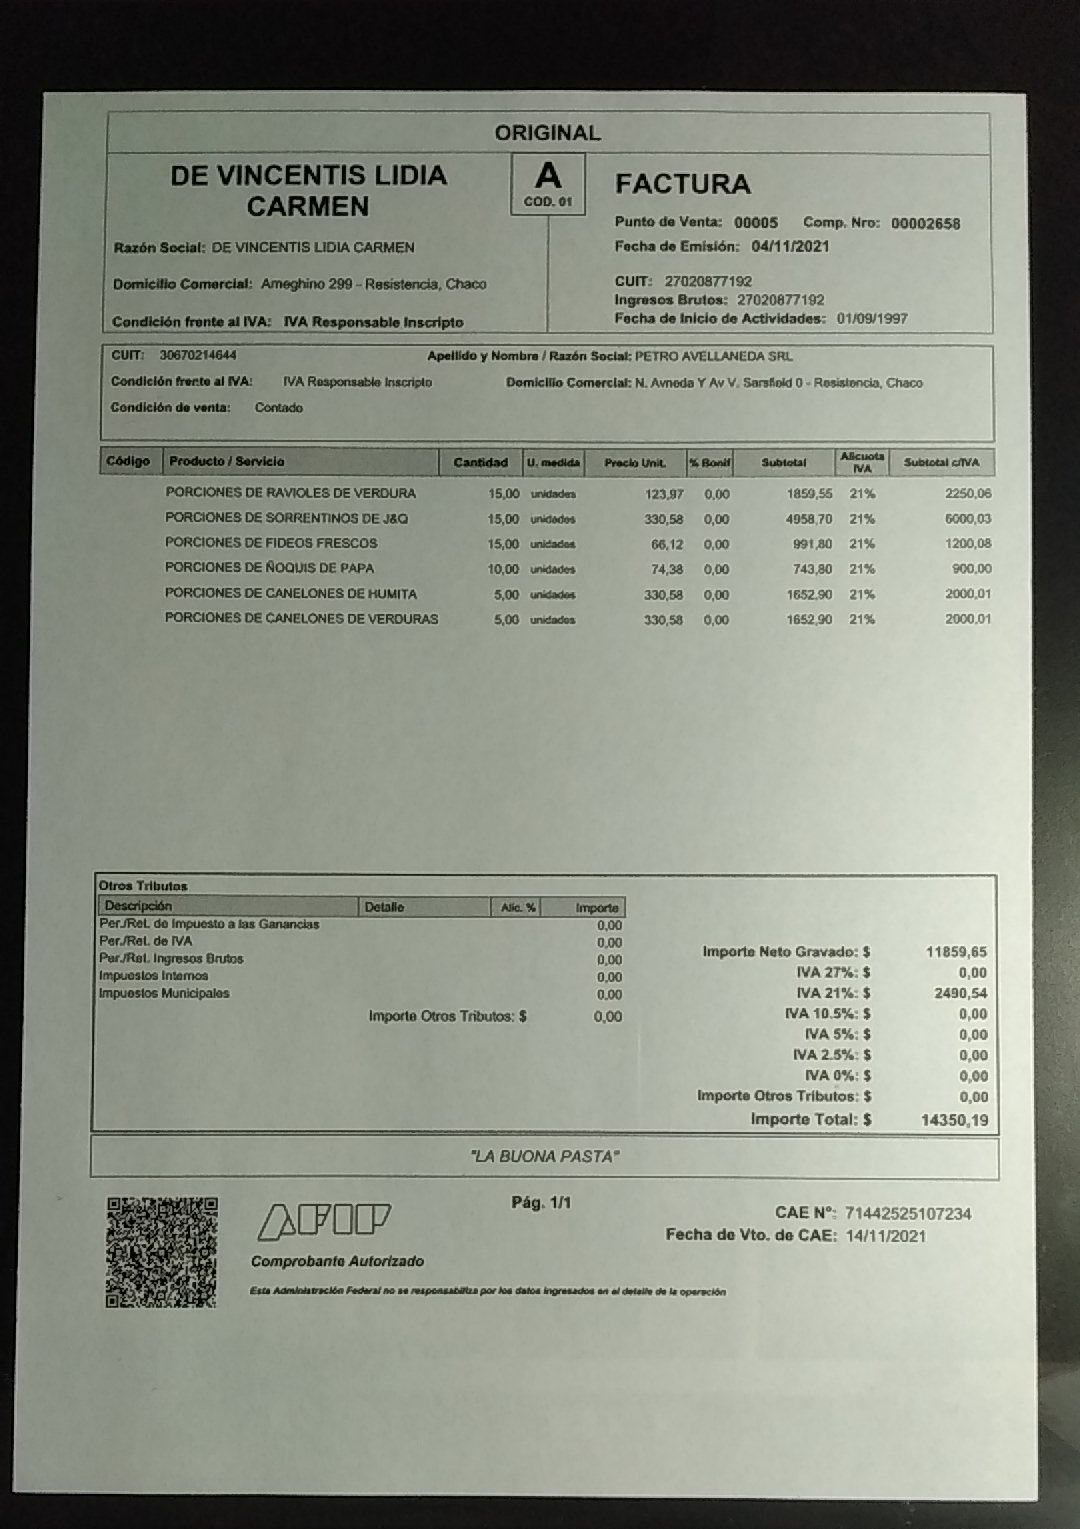 ORIGINAL
DE VINCENTIS LIDIA
CARMEN
A
COD. 01
FACTURA
Punto de Venta: 00005 Comp. Nro: 00002658
Fecha de Emisión: 04/11/2021
Razón Social: DE VINCENTIS LIDIA CARMEN
Domicilio Comercial: Ameghino 299 - Resistencia, Chaco
Condición frente al IVA: IVA Responsable Inscripto
CUIT: 27020877192
Ingresos Brutos: 27020877192
Fecha de Inicio de Actividades: 01/09/1997
CUIT: 30670214644 Apellido y Nombre / Razón Social: PETRO AVELLANEDA SRL
Condición frente al IVA: IVA Responsable Inscripto Domicilio Comercial: N. Avneda Y Av V. Sarsfield 0 - Resistencia, Chaco
Condición de venta: Contado
Código Producto / Servicio Cantidad U. medida Precio Unit. % Bonif Subtotal Alicuota IVA Subtotal c/IVA
PORCIONES DE RAVIOLES DE VERDURA 15,00 unidades 123,97 0,00 1859,55 21% 2250,06
PORCIONES DE SORRENTINOS DE J&Q 15,00 unidades 330,58 0,00 4958,70 21% 6000,03
PORCIONES DE FIDEOS FRESCOS 15,00 unidades 66,12 0,00 991,80 21% 1200,08
PORCIONES DE ÑOQUIS DE PAPA 10,00 unidades 74,38 0,00 743,80 21% 900,00
PORCIONES DE CANELONES DE HUMITA 5,00 unidades 330,58 0,00 1652,90 21% 2000,01
PORCIONES DE CANELONES DE VERDURAS 5,00 unidades 330,58 0,00 1652,90 21% 2000,01
Otros Tributos
Descripción Detalle Alic. % Importe
Per./Ret. de Impuesto a las Ganancias 0,00
Per./Ret. de IVA 0,00
Per./Ret. Ingresos Brutos 0,00
Impuestos Internos 0,00
Impuestos Municipales 0,00
Importe Otros Tributos: $ 0,00
Importe Neto Gravado: $ 11859,65
IVA 27%: $ 0,00
IVA 21%: $ 2490,54
IVA 10.5%: $ 0,00
IVA 5%: $ 0,00
IVA 2.5%: $ 0,00
IVA 0%: $ 0,00
Importe Otros Tributos: $ 0,00
Importe Total: $ 14350,19
"LA BUONA PASTA"
AFIP
Comprobante Autorizado
Esta Administración Federal no se responsabiliza por los datos ingresados en el detalle de la operación
Pág. 1/1
CAE N°: 71442525107234
Fecha de Vto. de CAE: 14/11/2021